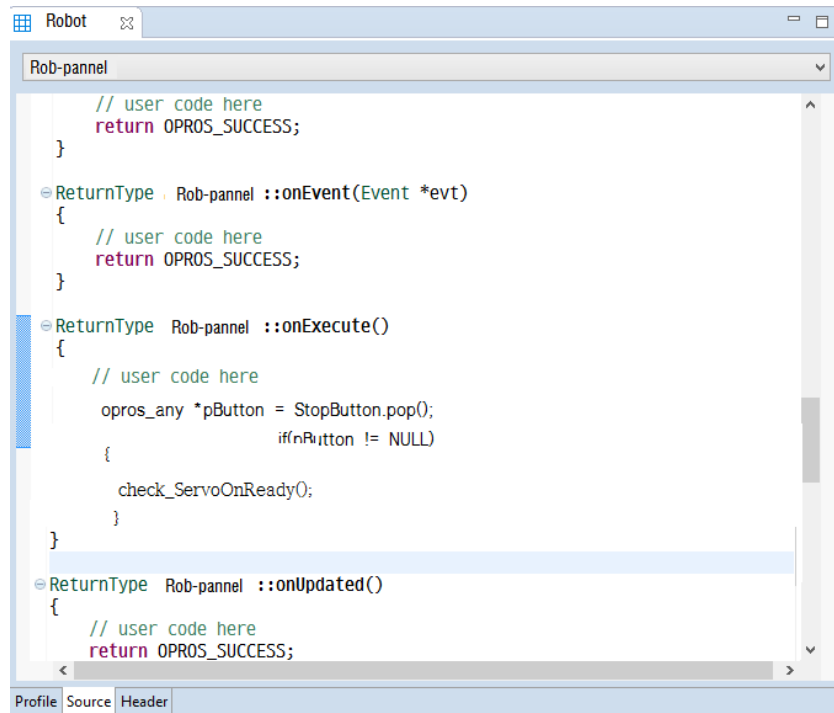 Robot
Rob-pannel
// user code here
return OPROS_SUCCESS;
}
ReturnType Rob-pannel ::onEvent(Event *evt)
{
// user code here
return OPROS_SUCCESS;
}
ReturnType Rob-pannel ::onExecute()
{
// user code here
opros_any *pButton = StopButton.pop();
if(pButton != NULL)
{
check_ServoOnReady();
}
}
ReturnType Rob-pannel ::onUpdated()
{
// user code here
return OPROS_SUCCESS;
Profile Source Header